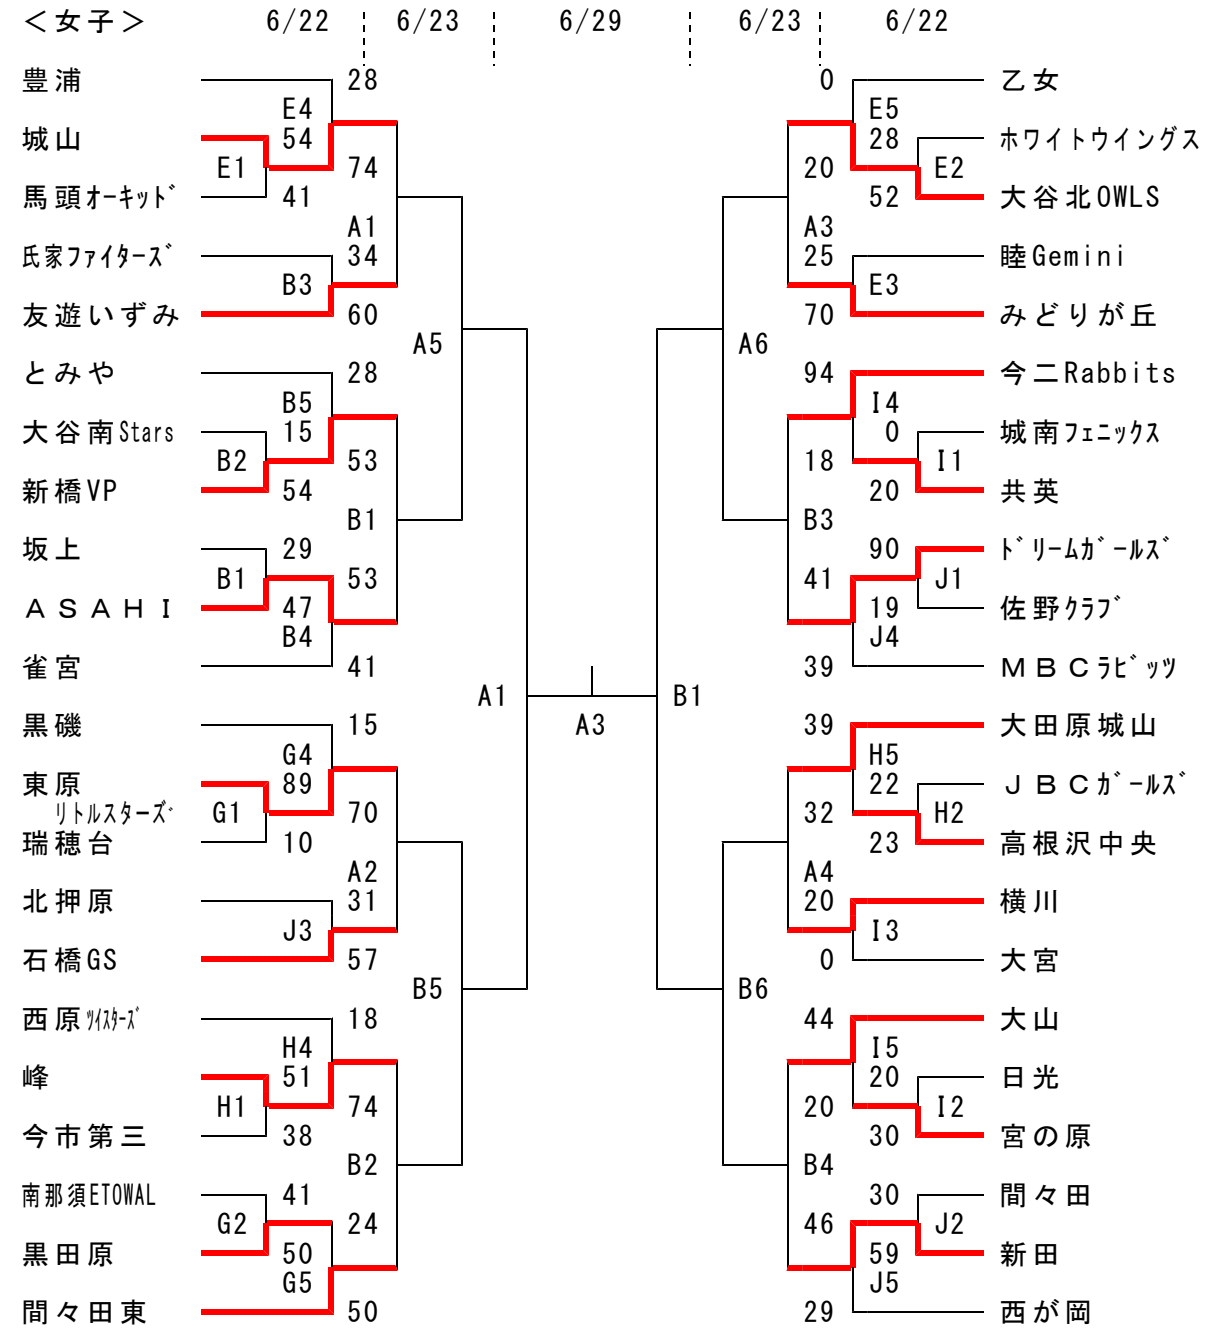 ＜女子＞ 6/22 6/23 6/29 6/23 6/22
豊浦 28 0 乙女
E4 E5
城山 54 28 ホワイトウイングス
E1 74 20 E2
馬頭ｵｰｷｯﾄﾞ 41 52 大谷北OWLS
A1 A3
氏家ﾌｧｲﾀｰｽﾞ 34 25 睦Gemini
B3 E3
友遊いずみ 60 70 みどりが丘
A5 A6
とみや 28 94 今二Rabbits
B5 I4
大谷南Stars 15 0 城南ﾌｪﾆｯｸｽ
B2 53 18 I1
新橋VP 54 20 共英
B1 B3
坂上 29 90 ﾄﾞﾘｰﾑｶﾞｰﾙｽﾞ
B1 53 41 J1
ＡＳＡＨＩ 47 19 佐野ｸﾗﾌﾞ
B4 J4
雀宮 41 39 ＭＢＣﾗﾋﾞｯﾂ
A1 B1
黒磯 15 A3 39 大田原城山
G4 H5
東原 89 22 ＪＢＣｶﾞｰﾙｽﾞ
ﾘﾄﾙｽﾀｰｽﾞ G1 70 32 H2
瑞穂台 10 23 高根沢中央
A2 A4
北押原 31 20 横川
J3 I3
石橋GS 57 0 大宮
B5 B6
西原ﾂｲｽﾀｰｽﾞ 18 44 大山
H4 I5
峰 51 20 日光
H1 74 20 I2
今市第三 38 30 宮の原
B2 B4
南那須ETOWAL 41 30 間々田
G2 24 46 J2
黒田原 50 59 新田
G5 J5
間々田東 50 29 西が岡